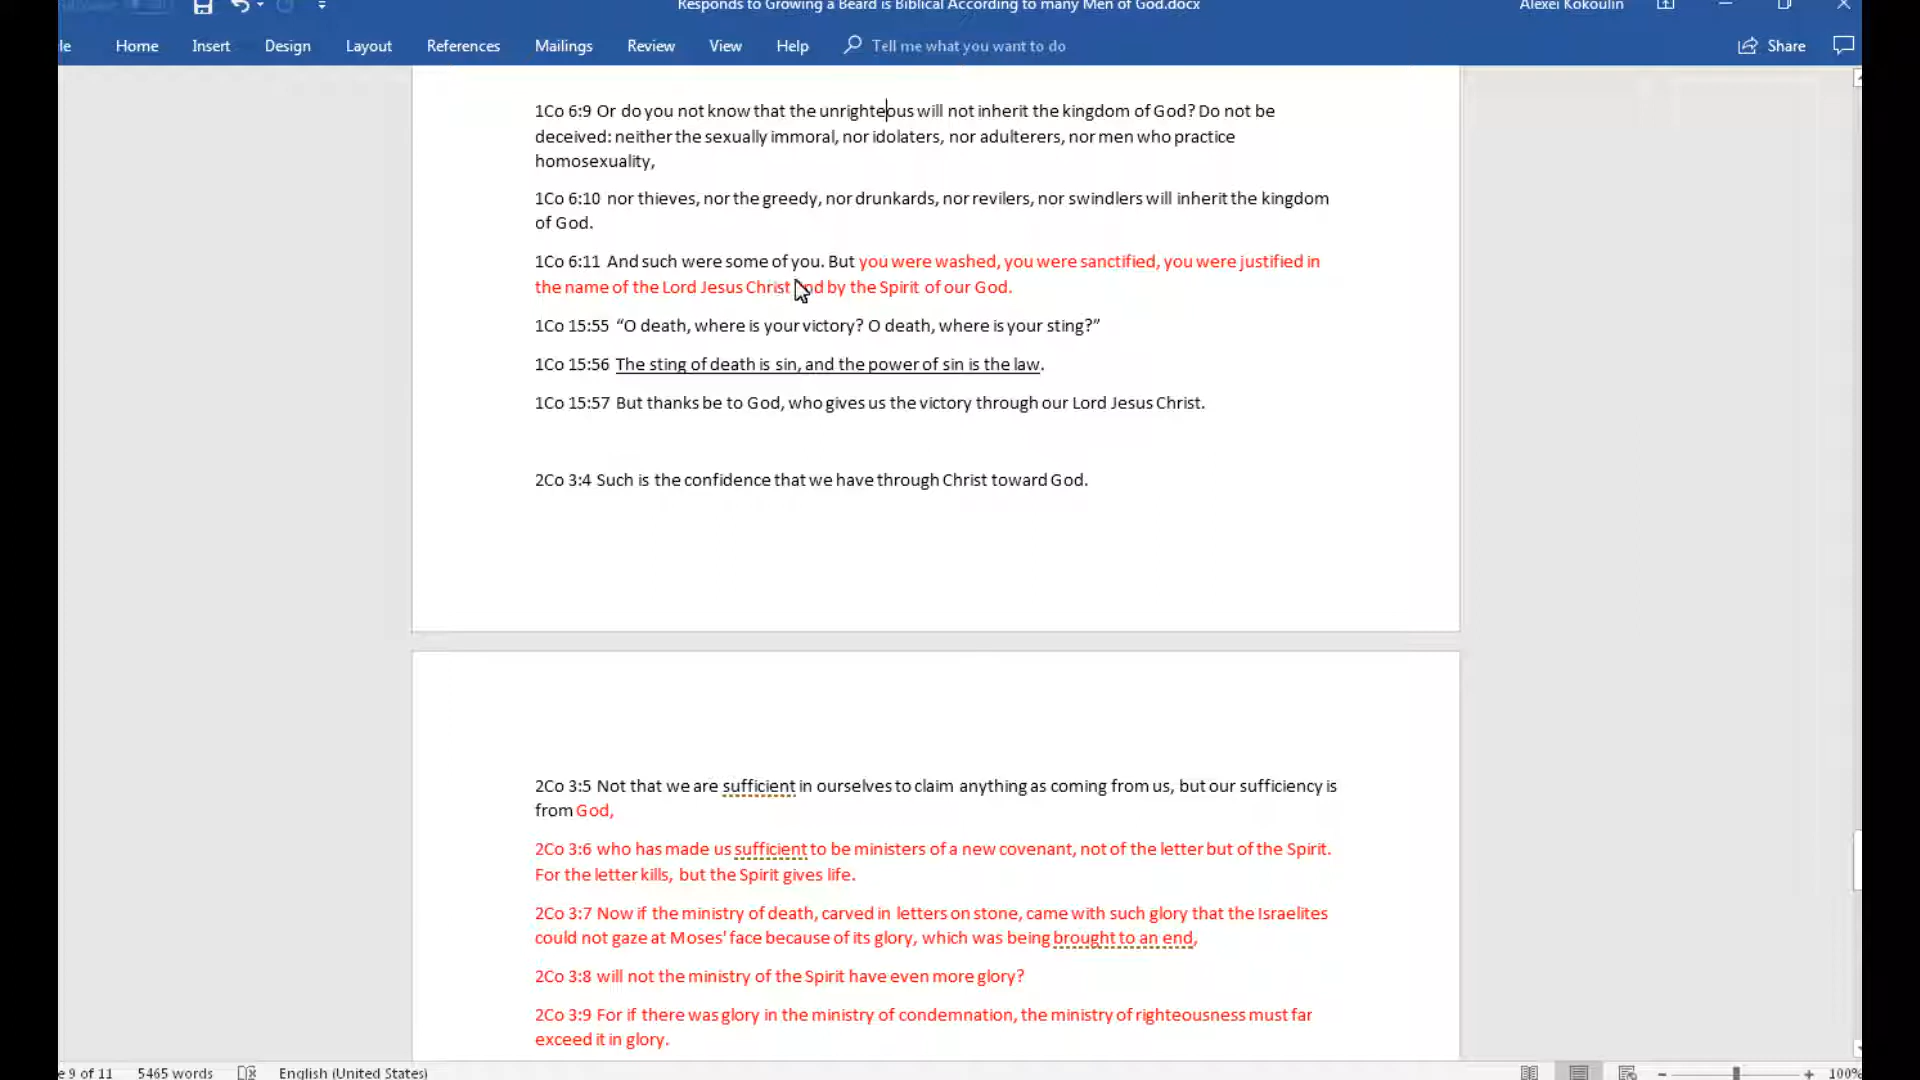 Responds to Growing a Beard is Biblical According to many Men of God.docx
Alexei Kokoulin
le Home Insert Design Layout References Mailings Review View Help Tell me what you want to do Share
1Co 6:9 Or do you not know that the unrighteous will not inherit the kingdom of God? Do not be
deceived: neither the sexually immoral, nor idolaters, nor adulterers, nor men who practice
homosexuality,
1Co 6:10 nor thieves, nor the greedy, nor drunkards, nor revilers, nor swindlers will inherit the kingdom
of God.
1Co 6:11 And such were some of you. But you were washed, you were sanctified, you were justified in
the name of the Lord Jesus Christ and by the Spirit of our God.
1Co 15:55 “O death, where is your victory? O death, where is your sting?”
1Co 15:56 The sting of death is sin, and the power of sin is the law.
1Co 15:57 But thanks be to God, who gives us the victory through our Lord Jesus Christ.
2Co 3:4 Such is the confidence that we have through Christ toward God.
2Co 3:5 Not that we are sufficient in ourselves to claim anything as coming from us, but our sufficiency is
from God,
2Co 3:6 who has made us sufficient to be ministers of a new covenant, not of the letter but of the Spirit.
For the letter kills, but the Spirit gives life.
2Co 3:7 Now if the ministry of death, carved in letters on stone, came with such glory that the Israelites
could not gaze at Moses' face because of its glory, which was being brought to an end,
2Co 3:8 will not the ministry of the Spirit have even more glory?
2Co 3:9 For if there was glory in the ministry of condemnation, the ministry of righteousness must far
exceed it in glory.
e 9 of 11 5465 words English (United States) 100%